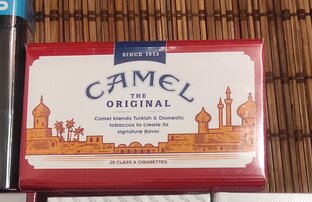 SINCE 1913
CAMEL
THE
ORIGINAL
Camel blends Turkish & Domestic
tobaccos to create its
signature flavor.
20 CLASS A CIGARETTES